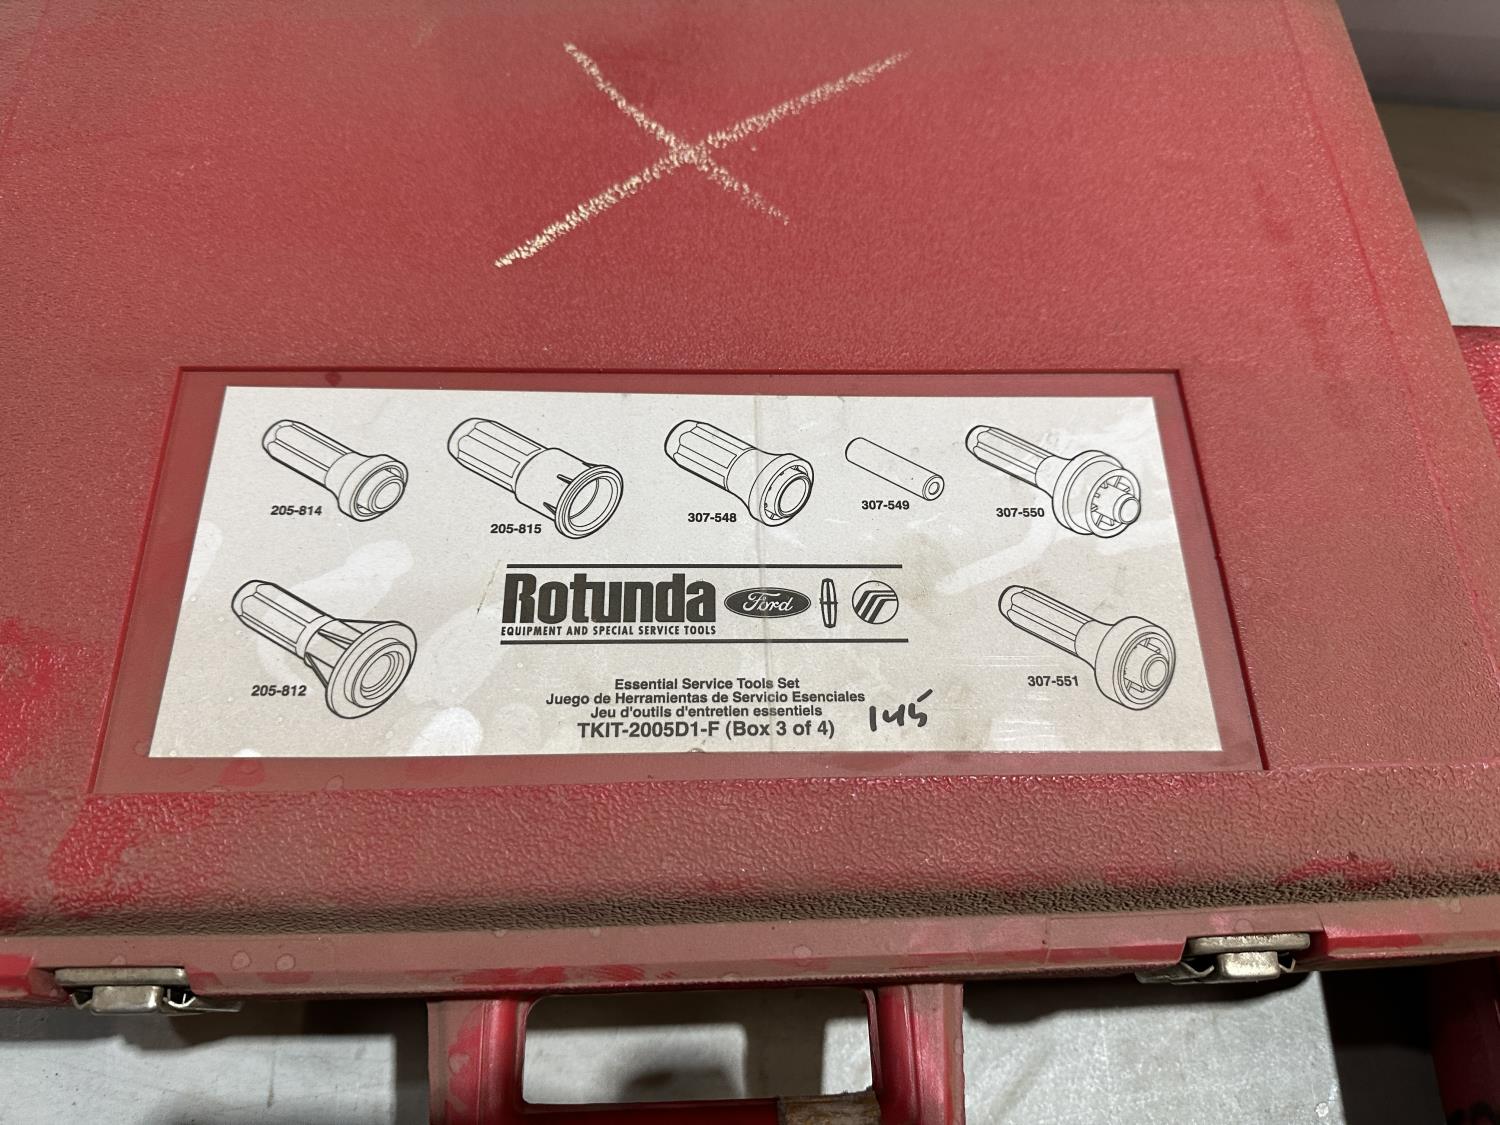 205-814
205-815
307-548
307-549
307-550
205-812
Rotunda
Ford
EQUIPMENT AND SPECIAL SERVICE TOOLS
307-551
Essential Service Tools Set
Juego de Herramientas de Servicio Esenciales
Jeu d'outils d'entretien essentiels
TKIT-2005D1-F (Box 3 of 4)
145